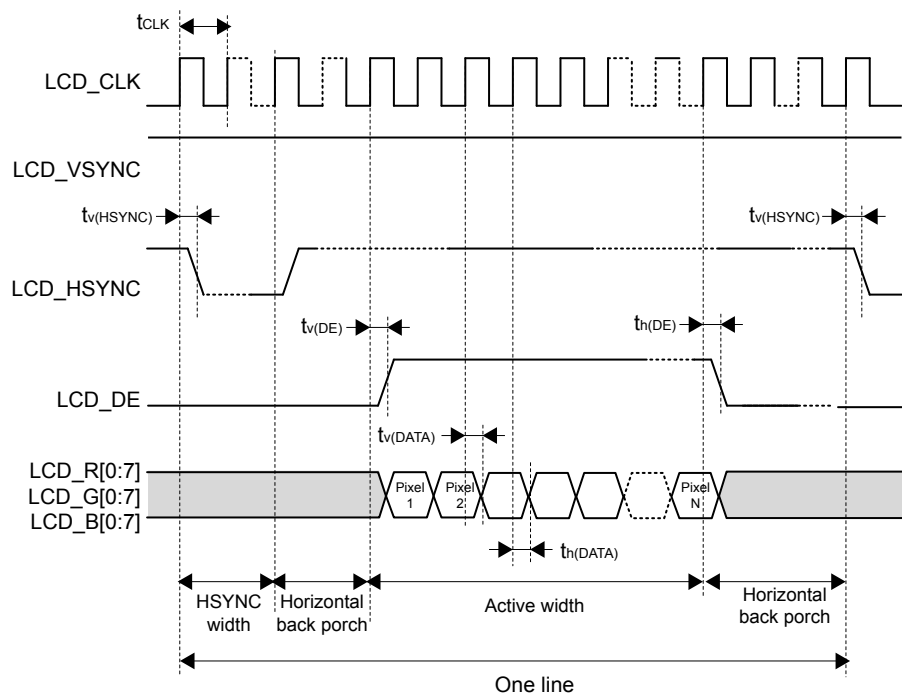 tCLK
LCD_CLK
LCD_VSYNC
tv(HSYNC)
tv(HSYNC)
LCD_HSYNC
tv(DE)
th(DE)
LCD_DE
tv(DATA)
LCD_R[0:7]
LCD_G[0:7]
LCD_B[0:7]
Pixel
1
Pixel
2
Pixel
N
th(DATA)
HSYNC
width
Horizontal
back porch
Active width
Horizontal
back porch
One line